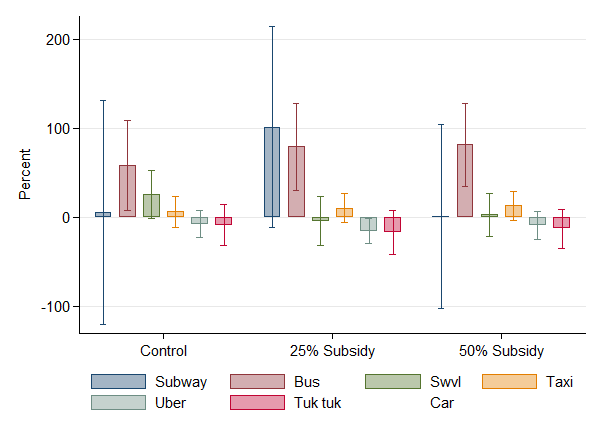 200
100
0
-100
Percent
Control 25% Subsidy 50% Subsidy
Subway Bus Swvl Taxi
Uber Tuk tuk Car